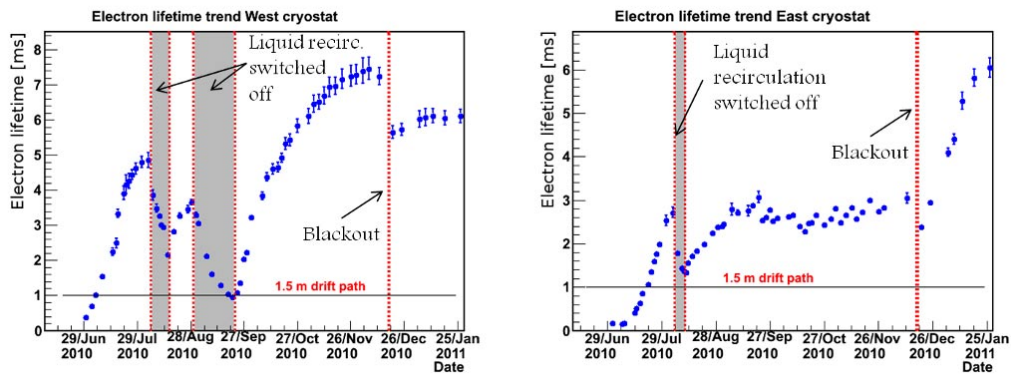 Electron lifetime trend West cryostat
Electron lifetime [ms]
8
7
6
5
4
3
2
1
0
Liquid recirc.
switched
off
Blackout
1.5 m drift path
29/Jun
2010
29/Jul
2010
28/Aug
2010
27/Sep
2010
27/Oct
2010
26/Nov
2010
26/Dec
2010
25/Jan
2011
Date
Electron lifetime trend East cryostat
Electron lifetime [ms]
6
5
4
3
2
1
0
Liquid
recirculation
switched off
Blackout
1.5 m drift path
29/Jun
2010
29/Jul
2010
28/Aug
2010
27/Sep
2010
27/Oct
2010
26/Nov
2010
26/Dec
2010
25/Jan
2011
Date